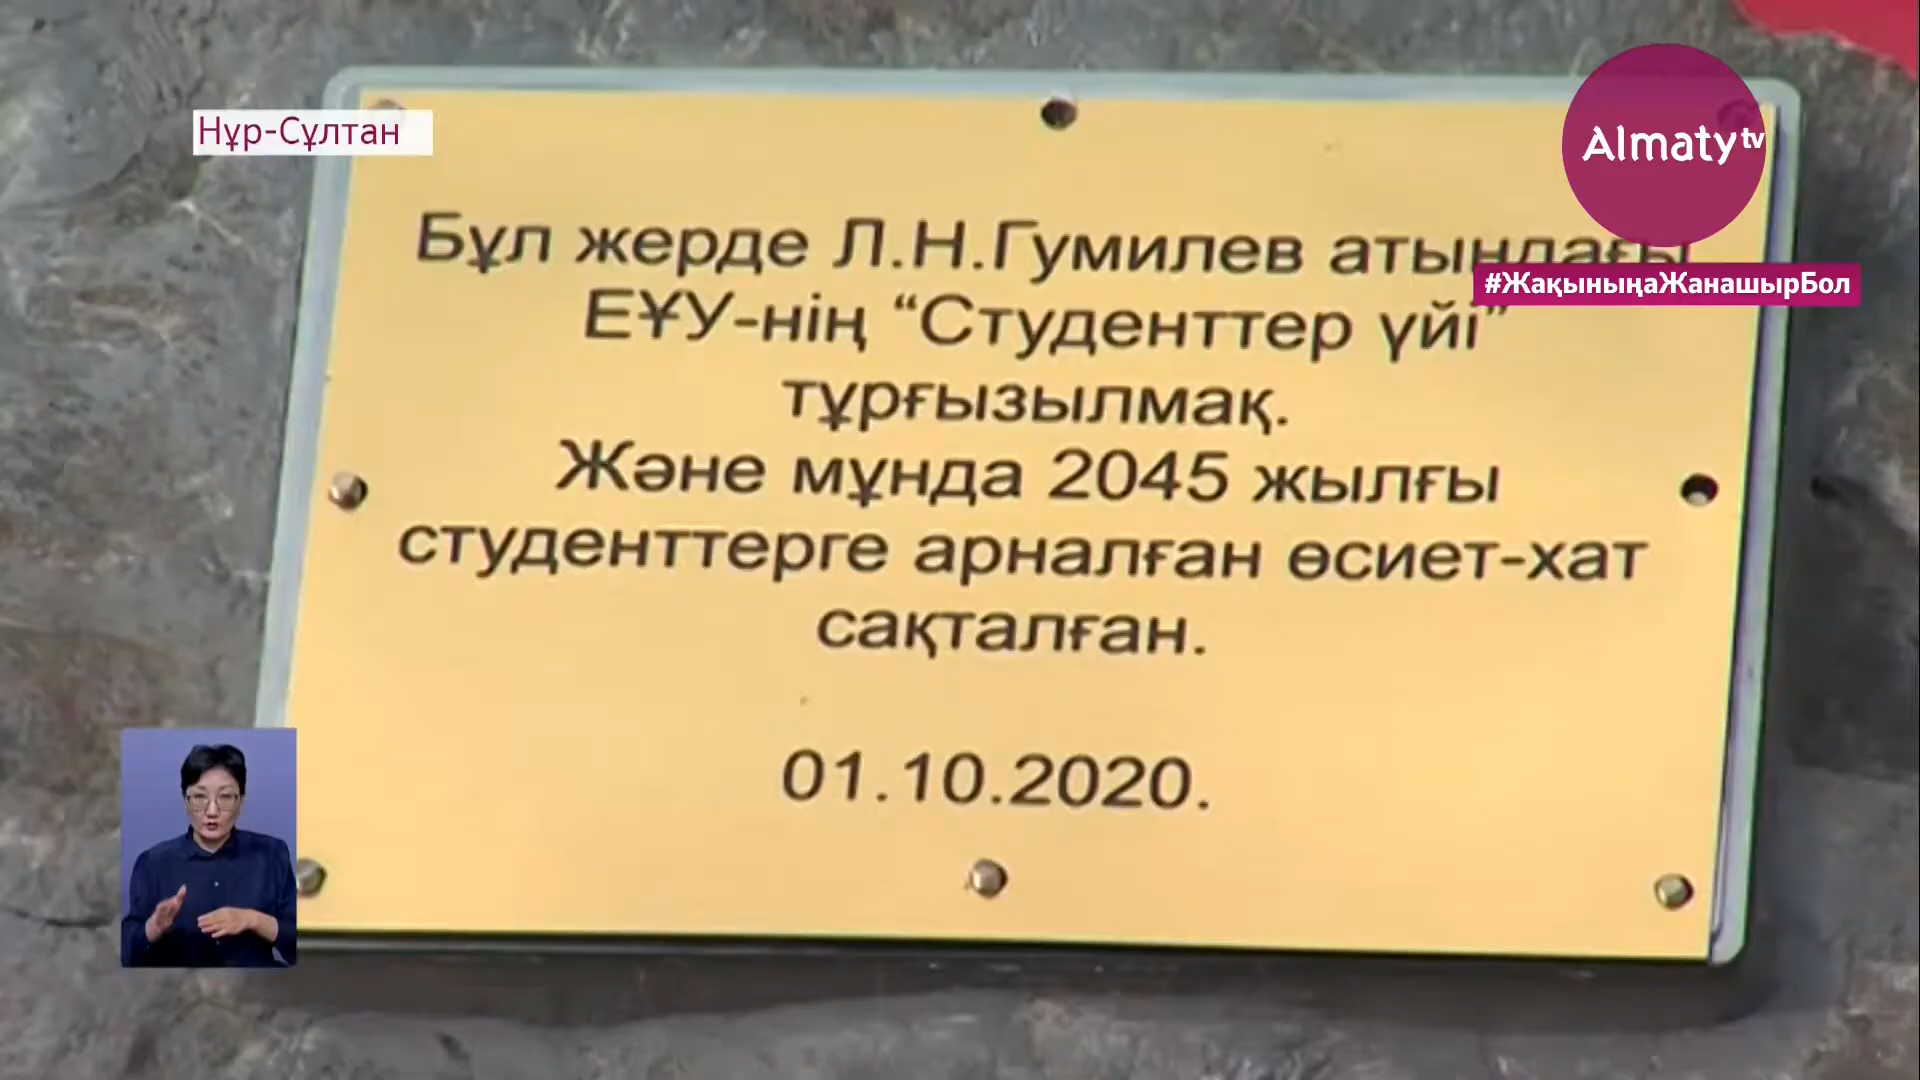 Нұр-Сұлтан
Almaty tv
#ЖақыныңаЖанашырБол
Бұл жерде Л.Н.Гумилев атындағы
ЕҰУ-нің “Студенттер үйі”
тұрғызылмақ.
Және мұнда 2045 жылғы
студенттерге арналған өсиет-хат
сақталған.
01.10.2020.